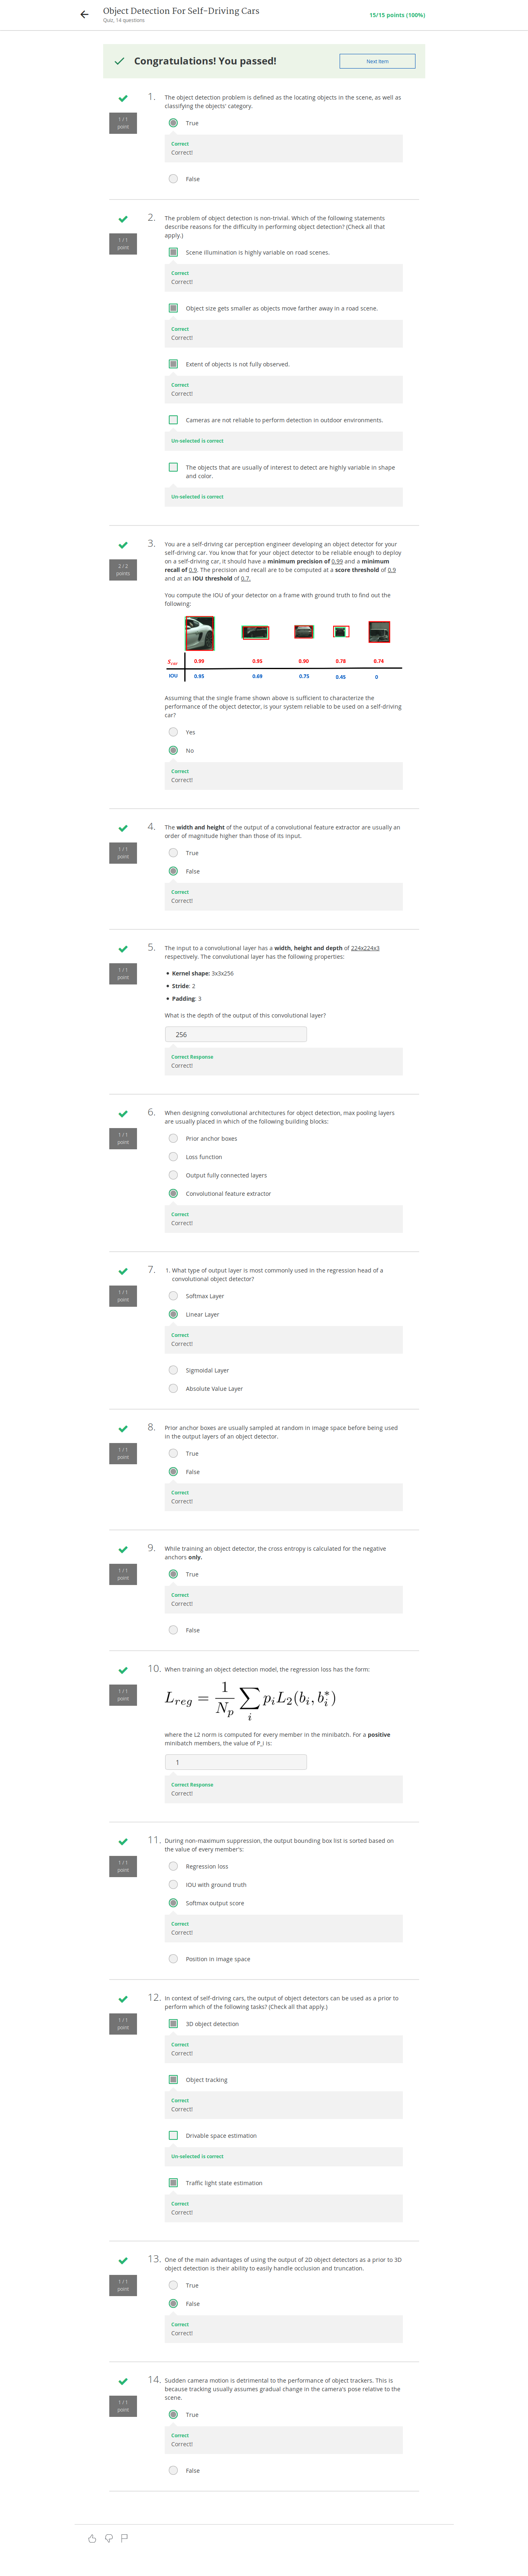 Object Detection For Self-Driving Cars
Quiz, 14 questions
15/15 points (100%)
Congratulations! You passed!
Next Item
1.
1 / 1
point
The object detection problem is defined as the locating objects in the scene, as well as
classifying the objects' category.
True
Correct
Correct!
False
2.
1 / 1
point
The problem of object detection is non-trivial. Which of the following statements
describe reasons for the difficulty in performing object detection? (Check all that
apply.)
Scene illumination is highly variable on road scenes.
Correct
Correct!
Object size gets smaller as objects move farther away in a road scene.
Correct
Correct!
Extent of objects is not fully observed.
Correct
Correct!
Cameras are not reliable to perform detection in outdoor environments.
Un-selected is correct
The objects that are usually of interest to detect are highly variable in shape
and color.
Un-selected is correct
3.
2 / 2
points
You are a self-driving car perception engineer developing an object detector for your
self-driving car. You know that for your object detector to be reliable enough to deploy
on a self-driving car, it should have a minimum precision of 0.99 and a minimum
recall of 0.9. The precision and recall are to be computed at a score threshold of 0.9
and at an IOU threshold of 0.7.
You compute the IOU of your detector on a frame with ground truth to find out the
following:
Scar 0.99 0.95 0.90 0.78 0.74
IOU 0.95 0.69 0.75 0.45 0
Assuming that the single frame shown above is sufficient to characterize the
performance of the object detector, is your system reliable to be used on a self-driving
car?
Yes
No
Correct
Correct!
4.
1 / 1
point
The width and height of the output of a convolutional feature extractor are usually an
order of magnitude higher than those of its input.
True
False
Correct
Correct!
5.
1 / 1
point
The input to a convolutional layer has a width, height and depth of 224x224x3
respectively. The convolutional layer has the following properties:
• Kernel shape: 3x3x256
• Stride: 2
• Padding: 3
What is the depth of the output of this convolutional layer?
256
Correct Response
Correct!
6.
1 / 1
point
When designing convolutional architectures for object detection, max pooling layers
are usually placed in which of the following building blocks:
Prior anchor boxes
Loss function
Output fully connected layers
Convolutional feature extractor
Correct
Correct!
7.
1 / 1
point
1. What type of output layer is most commonly used in the regression head of a
convolutional object detector?
Softmax Layer
Linear Layer
Correct
Correct!
Sigmoidal Layer
Absolute Value Layer
8.
1 / 1
point
Prior anchor boxes are usually sampled at random in image space before being used
in the output layers of an object detector.
True
False
Correct
Correct!
9.
1 / 1
point
While training an object detector, the cross entropy is calculated for the negative
anchors only.
True
Correct
Correct!
False
10.
1 / 1
point
When training an object detection model, the regression loss has the form:
L_{reg} = \frac{1}{N_p} \sum_i p_i L_2(b_i, b_i^*)
where the L2 norm is computed for every member in the minibatch. For a positive
minibatch members, the value of P_i is:
1
Correct Response
Correct!
11.
1 / 1
point
During non-maximum suppression, the output bounding box list is sorted based on
the value of every member's:
Regression loss
IOU with ground truth
Softmax output score
Correct
Correct!
Position in image space
12.
1 / 1
point
In context of self-driving cars, the output of object detectors can be used as a prior to
perform which of the following tasks? (Check all that apply.)
3D object detection
Correct
Correct!
Object tracking
Correct
Correct!
Drivable space estimation
Un-selected is correct
Traffic light state estimation
Correct
Correct!
13.
1 / 1
point
One of the main advantages of using the output of 2D object detectors as a prior to 3D
object detection is their ability to easily handle occlusion and truncation.
True
False
Correct
Correct!
14.
1 / 1
point
Sudden camera motion is detrimental to the performance of object trackers. This is
because tracking usually assumes gradual change in the camera's pose relative to the
scene.
True
Correct
Correct!
False